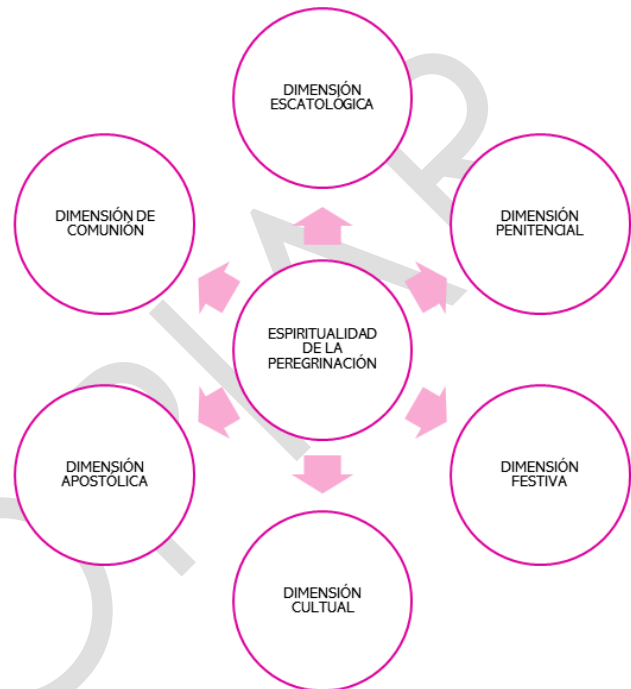 DIMENSIÓN
ESCATOLÓGICA
DIMENSIÓN DE
COMUNIÓN
DIMENSIÓN
PENITENCIAL
ESPIRITUALIDAD
DE LA
PEREGRINACIÓN
DIMENSIÓN
APOSTÓLICA
DIMENSIÓN
FESTIVA
DIMENSIÓN
CULTUAL